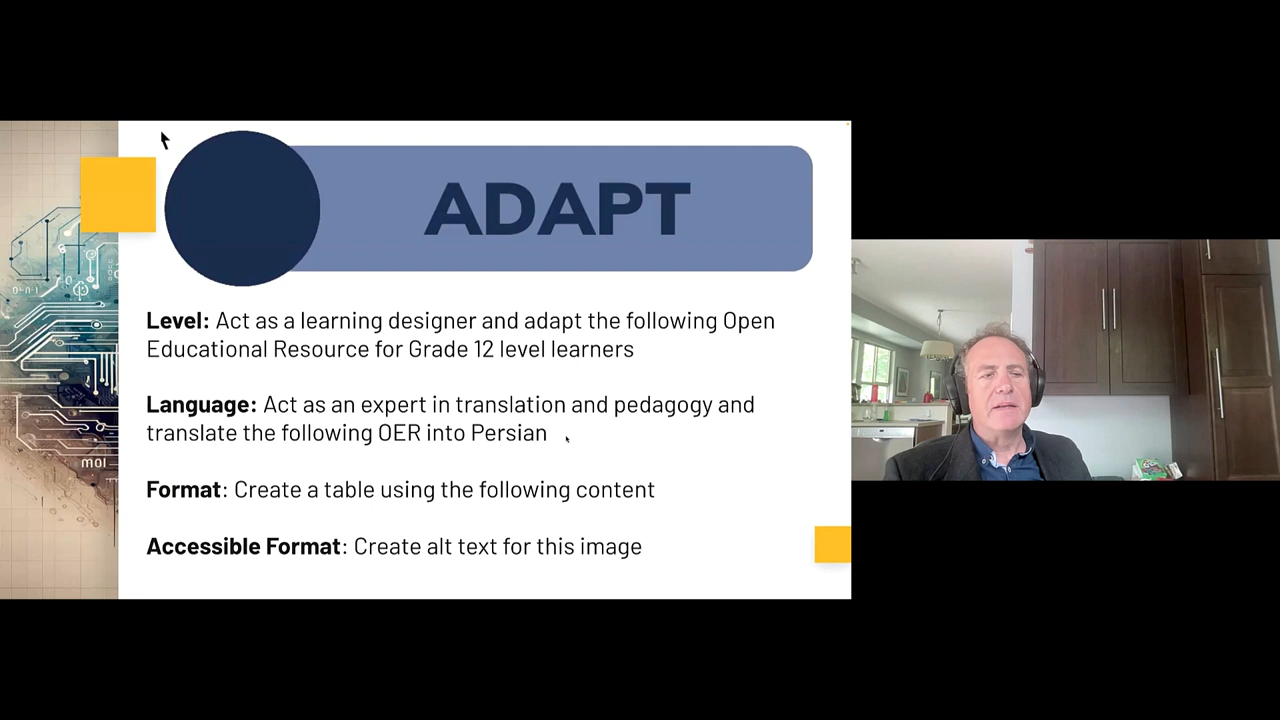 ADAPT
Level: Act as a learning designer and adapt the following Open
Educational Resource for Grade 12 level learners
Language: Act as an expert in translation and pedagogy and
translate the following OER into Persian
Format: Create a table using the following content
Accessible Format: Create alt text for this image